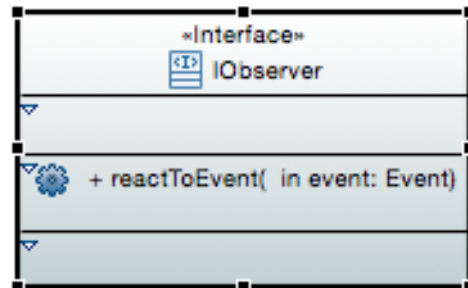 «Interface»
<I> IObserver
+ reactToEvent( in event: Event)